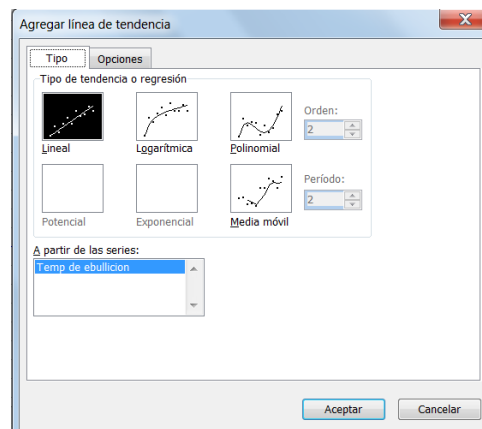 Agregar línea de tendencia
Tipo
Opciones
Tipo de tendencia o regresión
Lineal
Logarítmica
Polinomial
Orden:
2
Potencial
Exponencial
Media móvil
Período:
2
A partir de las series:
Temp de ebullicion
Aceptar
Cancelar